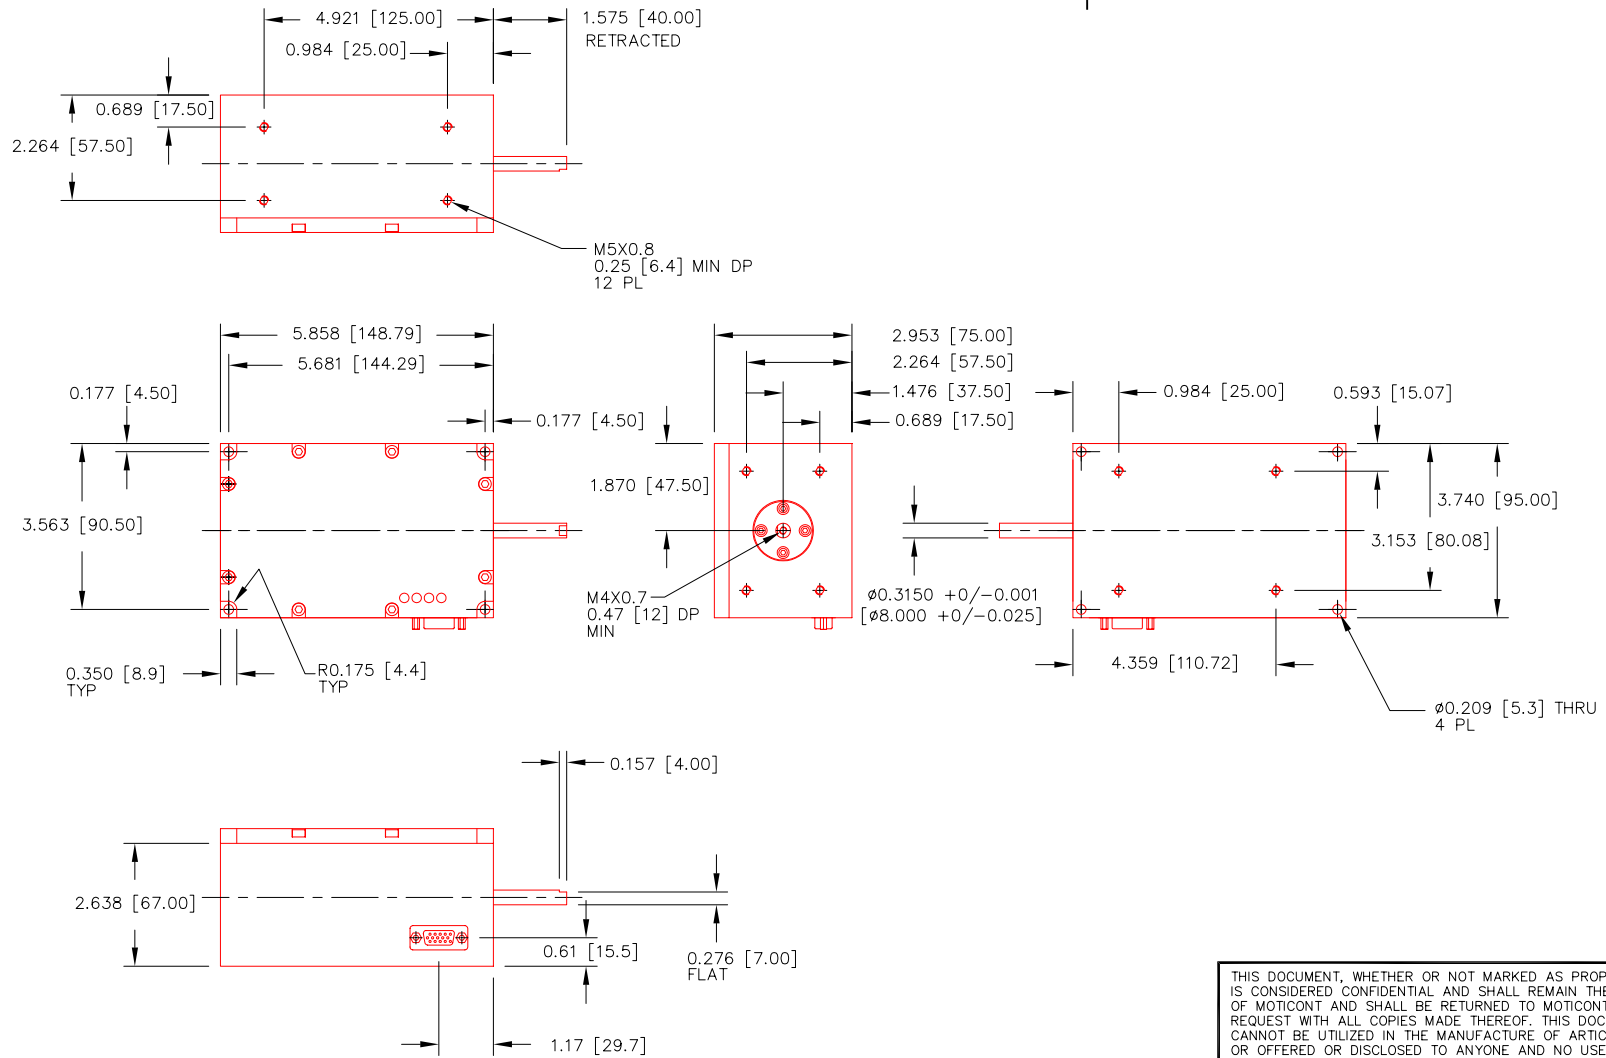 4.921 [125.00]
1.575 [40.00]
RETRACTED
0.984 [25.00]
0.689 [17.50]
2.264 [57.50]
M5X0.8
0.25 [6.4] MIN DP
12 PL
5.858 [148.79]
5.681 [144.29]
0.177 [4.50]
0.177 [4.50]
3.563 [90.50]
0.350 [8.9]
TYP
R0.175 [4.4]
TYP
2.953 [75.00]
2.264 [57.50]
1.476 [37.50]
0.689 [17.50]
1.870 [47.50]
M4X0.7
0.47 [12] DP
MIN
0.984 [25.00]
0.593 [15.07]
3.740 [95.00]
3.153 [80.08]
ø0.3150 +0/-0.001
[ø8.000 +0/-0.025]
4.359 [110.72]
ø0.209 [5.3] THRU
4 PL
0.157 [4.00]
2.638 [67.00]
0.61 [15.5]
0.276 [7.00]
FLAT
1.17 [29.7]
THIS DOCUMENT, WHETHER OR NOT MARKED AS PROP
IS CONSIDERED CONFIDENTIAL AND SHALL REMAIN THE
OF MOTICONT AND SHALL BE RETURNED TO MOTICONT
REQUEST WITH ALL COPIES MADE THEREOF. THIS DOC
CANNOT BE UTILIZED IN THE MANUFACTURE OF ARTIC
OR OFFERED OR DISCLOSED TO ANYONE AND NO USE